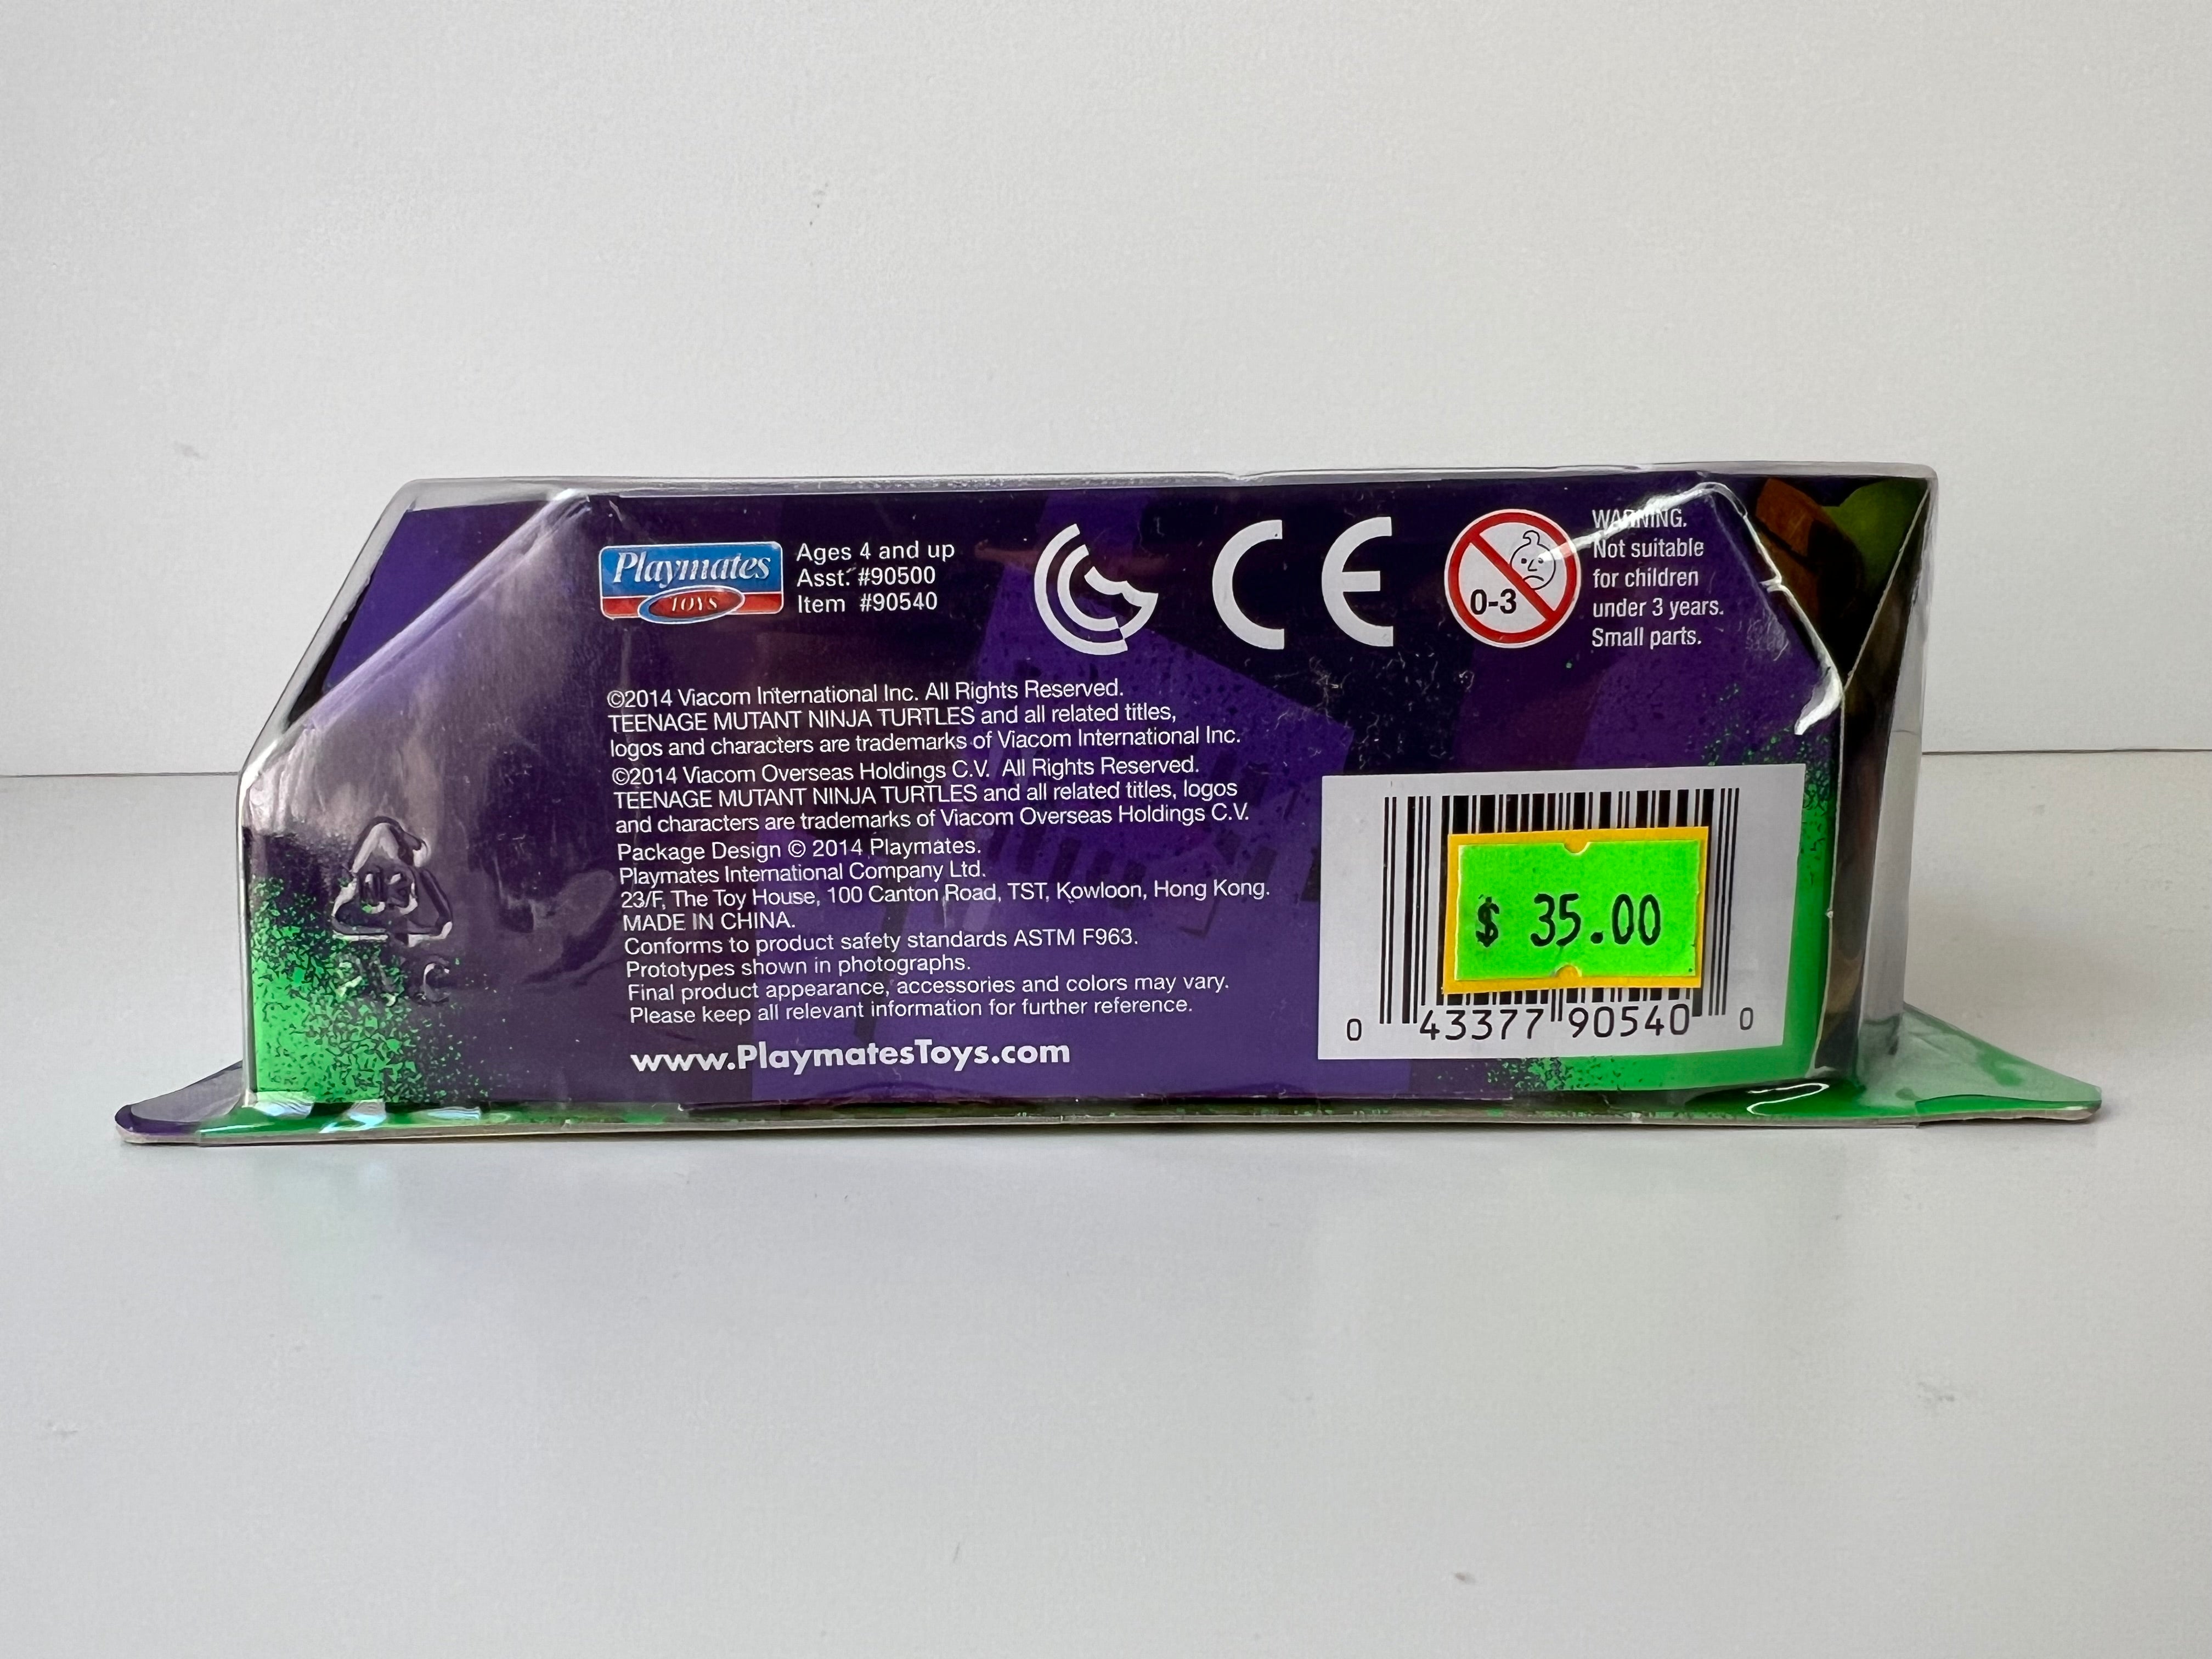 Playmates
TOYS
Ages 4 and up
Asst. #90500
Item #90540
CE
0-3
WARNING.
Not suitable
for children
under 3 years.
Small parts.
©2014 Viacom International Inc. All Rights Reserved.
TEENAGE MUTANT NINJA TURTLES and all related titles,
logos and characters are trademarks of Viacom International Inc.
©2014 Viacom Overseas Holdings C.V. All Rights Reserved.
TEENAGE MUTANT NINJA TURTLES and all related titles, logos
and characters are trademarks of Viacom Overseas Holdings C.V.
Package Design © 2014 Playmates.
Playmates International Company Ltd.
23/F, The Toy House, 100 Canton Road, TST, Kowloon, Hong Kong.
MADE IN CHINA.
Conforms to product safety standards ASTM F963.
Prototypes shown in photographs.
Final product appearance, accessories and colors may vary.
Please keep all relevant information for further reference.
www.PlaymatesToys.com
$ 35.00
0 43377 90540 0